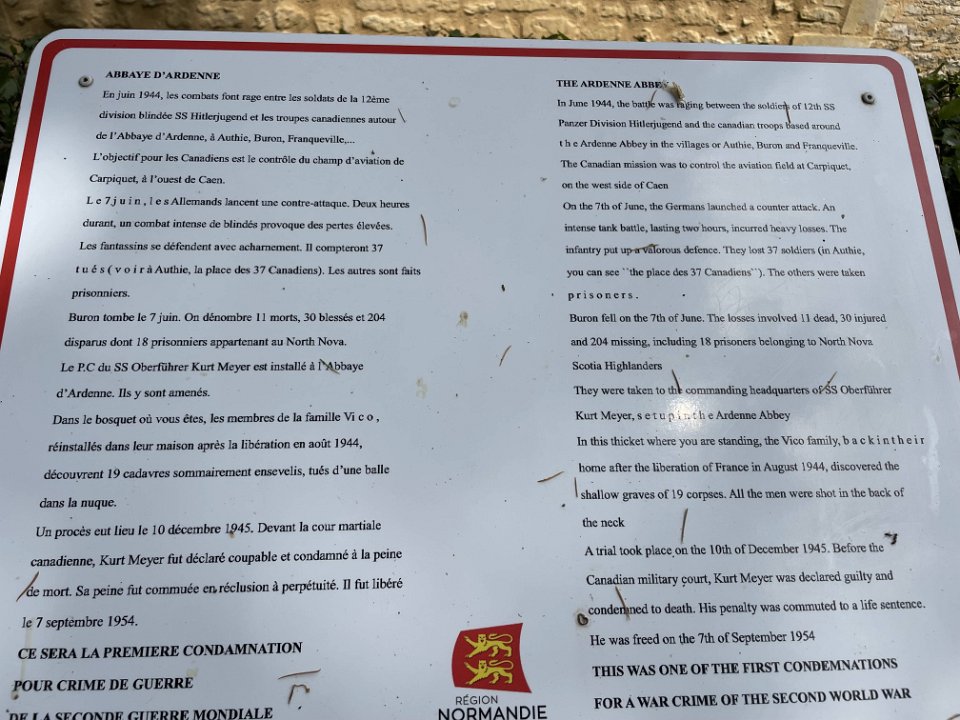 ABBAYE D'ARDENNE
En juin 1944, les combats font rage entre les soldats de la 12ème
division blindée SS Hitlerjugend et les troupes canadiennes autour
de l'Abbaye d'Ardenne, à Authie, Buron, Franqueville,...
L'objectif pour les Canadiens est le contrôle du champ d'aviation de
Carpiquet, à l'ouest de Caen.
Le 7 juin, les Allemands lancent une contre-attaque. Deux heures
durant, un combat intense de blindés provoque des pertes élevées.
Les fantassins se défendent avec acharnement. Il compteront 37
tués (voir à Authie, la place des 37 Canadiens). Les autres sont faits
prisonniers.
Buron tombe le 7 juin. On dénombre 11 morts, 30 blessés et 204
disparus dont 18 prisonniers appartenant au North Nova.
Le P.C du SS Oberführer Kurt Meyer est installé à l'Abbaye
d'Ardenne. Ils y sont amenés.
Dans le bosquet où vous êtes, les membres de la famille Vico,
réinstallés dans leur maison après la libération en août 1944,
découvrent 19 cadavres sommairement ensevelis, tués d'une balle
dans la nuque.
Un procès eut lieu le 10 décembre 1945. Devant la cour martiale
canadienne, Kurt Meyer fut déclaré coupable et condamné à la peine
de mort. Sa peine fut commuée en réclusion à perpétuité. Il fut libéré
le 7 septembre 1954.
CE SERA LA PREMIERE CONDAMNATION
POUR CRIME DE GUERRE
DE LA SECONDE GUERRE MONDIALE
THE ARDENNE ABBEY
In June 1944, the battle was raging between the soldiers of 12th SS
Panzer Division Hitlerjugend and the canadian troops based around
the Ardenne Abbey in the villages or Authie, Buron and Franqueville.
The Canadian mission was to control the aviation field at Carpiquet,
on the west side of Caen
On the 7th of June, the Germans launched a counter attack. An
intense tank battle, lasting two hours, incurred heavy losses. The
infantry put up a valorous defence. They lost 37 soldiers (in Authie,
you can see ``the place des 37 Canadiens``). The others were taken
prisoners.
Buron fell on the 7th of June. The losses involved 11 dead, 30 injured
and 204 missing, including 18 prisoners belonging to North Nova
Scotia Highlanders
They were taken to the commanding headquarters of SS Oberführer
Kurt Meyer, set up in the Ardenne Abbey
In this thicket where you are standing, the Vico family, back in their
home after the liberation of France in August 1944, discovered the
shallow graves of 19 corpses. All the men were shot in the back of
the neck
A trial took place on the 10th of December 1945. Before the
Canadian military court, Kurt Meyer was declared guilty and
condemned to death. His penalty was commuted to a life sentence.
He was freed on the 7th of September 1954
THIS WAS ONE OF THE FIRST CONDEMNATIONS
FOR A WAR CRIME OF THE SECOND WORLD WAR
RÉGION
NORMANDIE